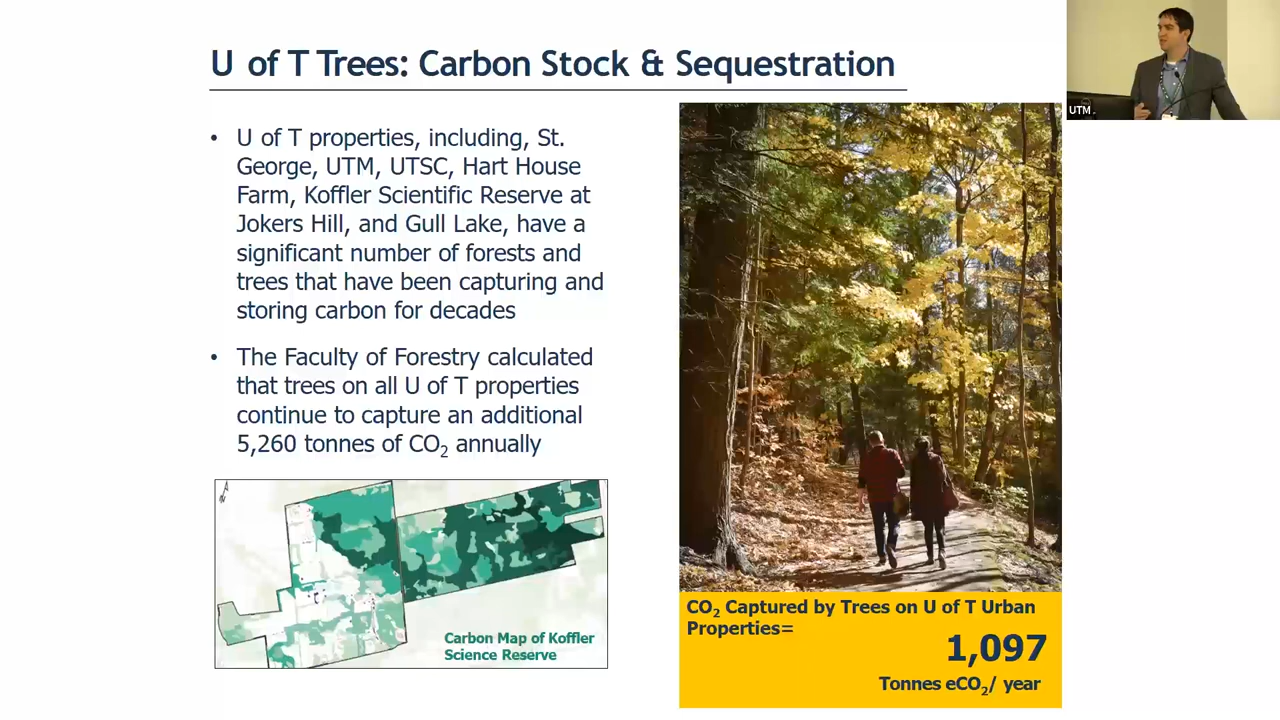 U of T Trees: Carbon Stock & Sequestration
• U of T properties, including, St.
George, UTM, UTSC, Hart House
Farm, Koffler Scientific Reserve at
Jokers Hill, and Gull Lake, have a
significant number of forests and
trees that have been capturing and
storing carbon for decades
• The Faculty of Forestry calculated
that trees on all U of T properties
continue to capture an additional
5,260 tonnes of CO₂ annually
Carbon Map of Koffler
Science Reserve
CO₂ Captured by Trees on U of T Urban
Properties=
1,097
Tonnes eCO₂/ year
UTM